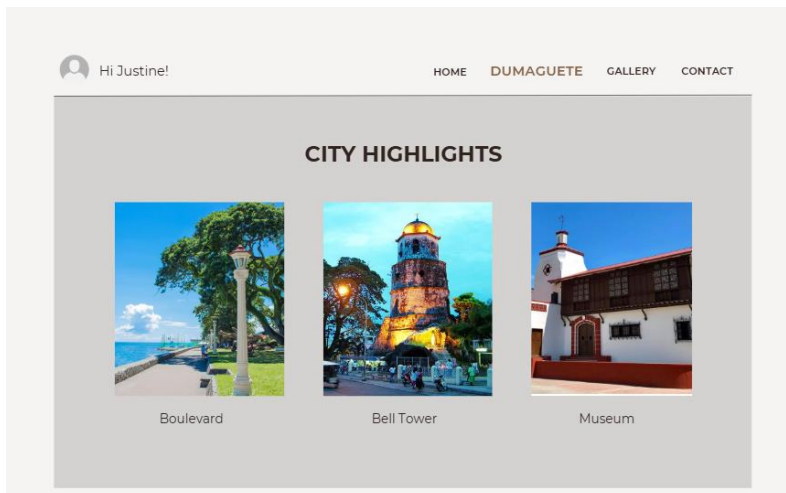 Hi Justine!
HOME DUMAGUETE GALLERY CONTACT
CITY HIGHLIGHTS
Boulevard
Bell Tower
Museum